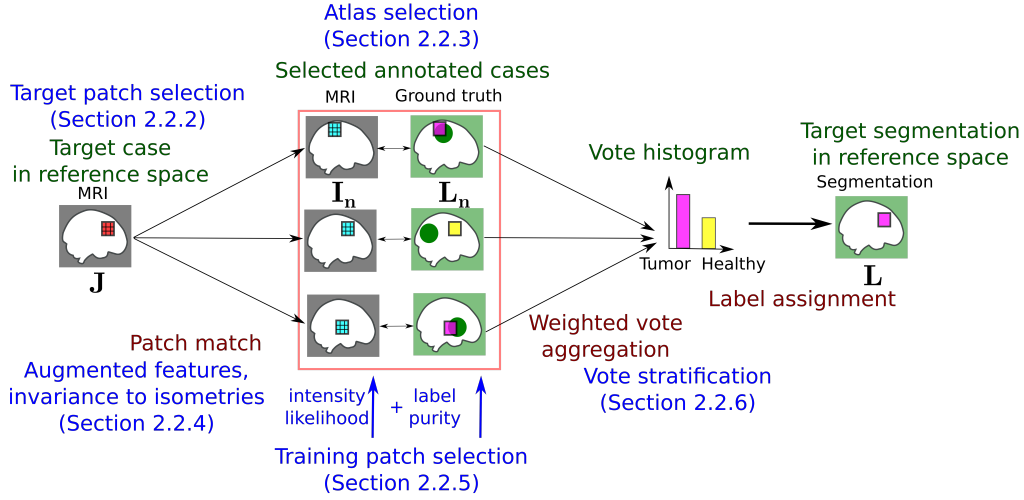 Atlas selection
(Section 2.2.3)
Selected annotated cases
MRI
Ground truth
Target patch selection
(Section 2.2.2)
Target case
in reference space
MRI
J
I_n
L_n
Vote histogram
Tumor
Healthy
Target segmentation
in reference space
Segmentation
L
Label assignment
Patch match
Augmented features,
invariance to isometries
(Section 2.2.4)
Weighted vote
aggregation
Vote stratification
(Section 2.2.6)
intensity
likelihood
+
label
purity
Training patch selection
(Section 2.2.5)